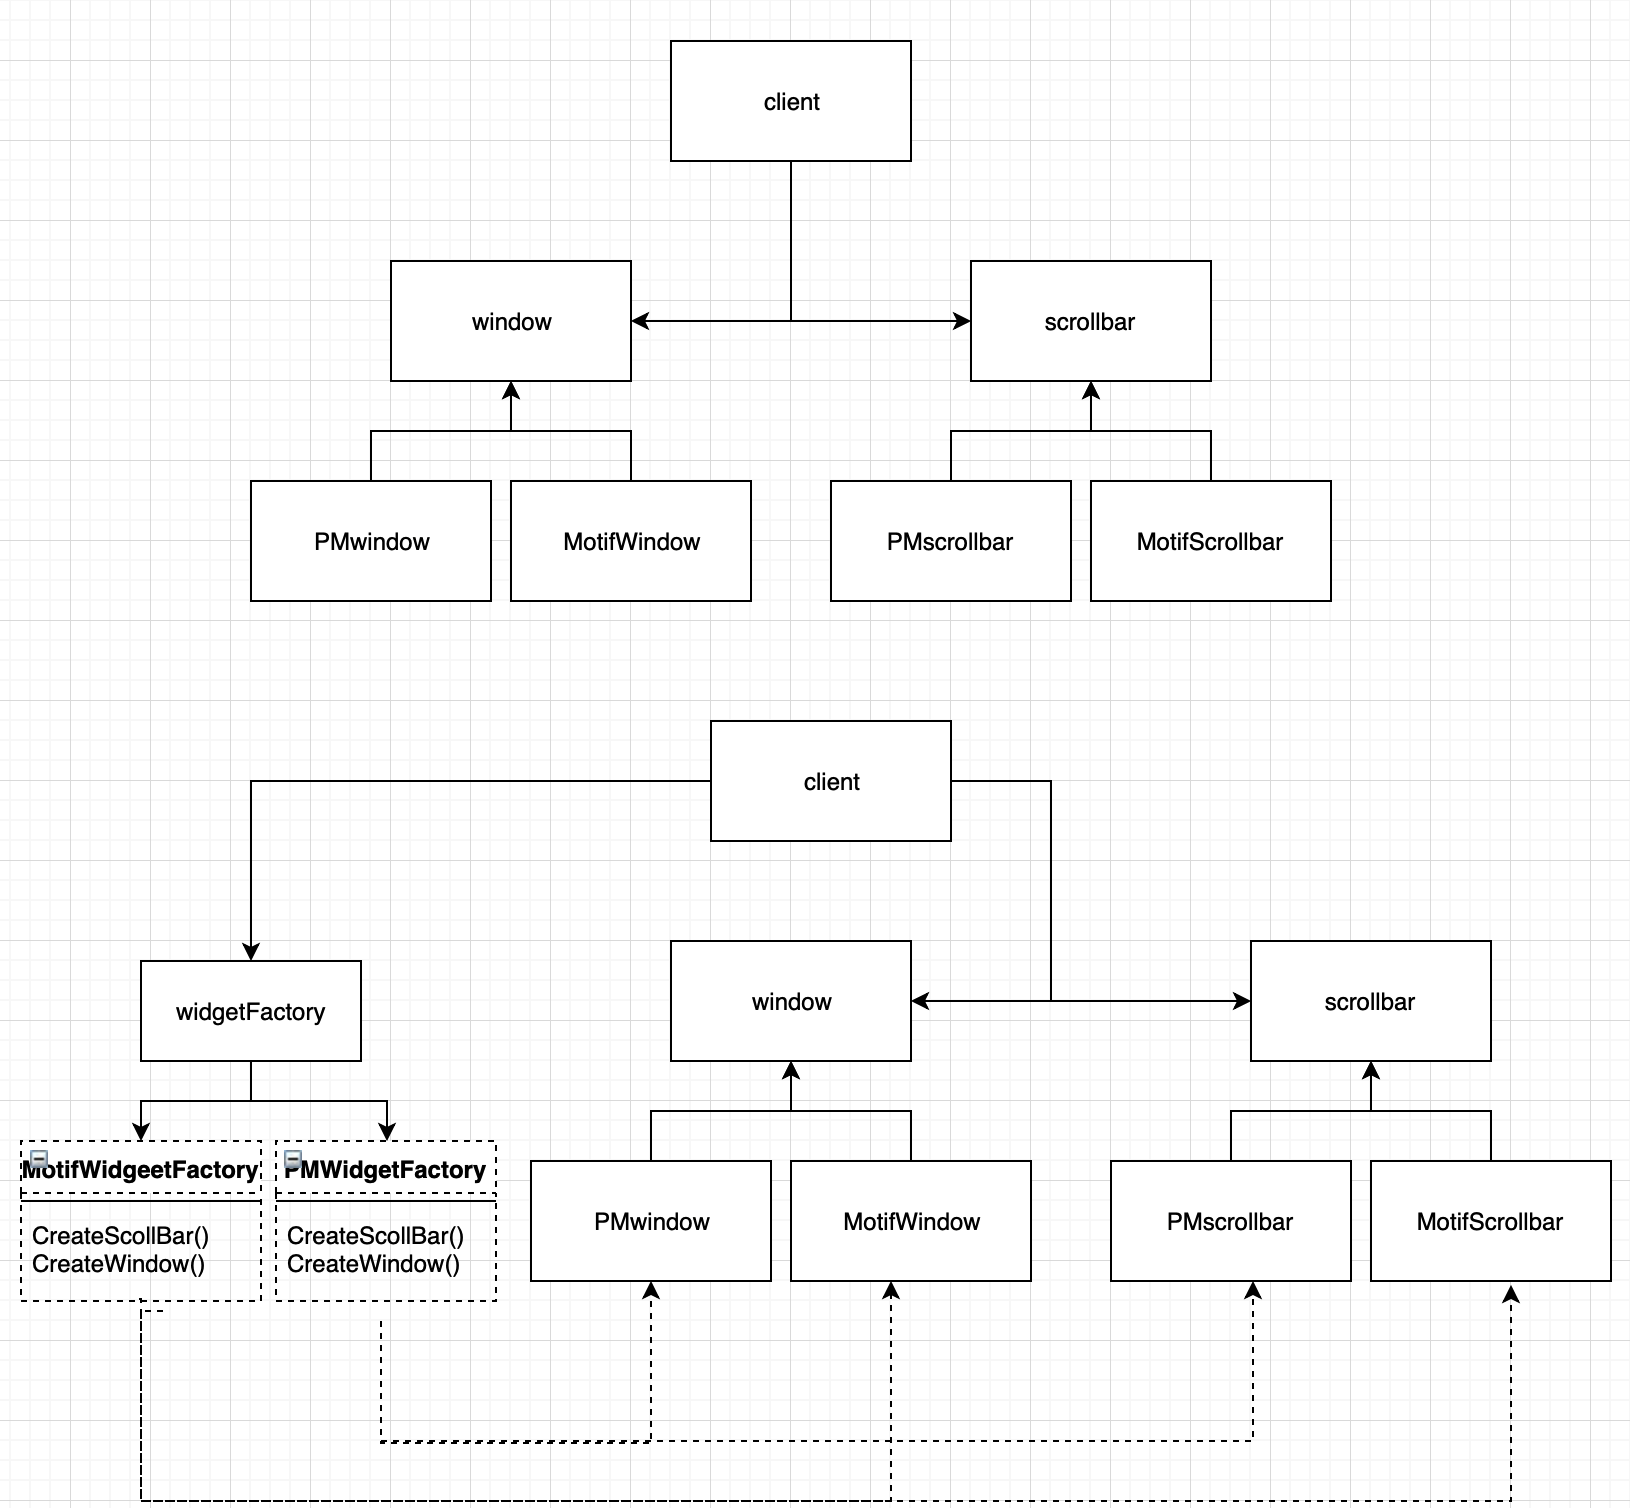 client
window
scrollbar
PMwindow
MotifWindow
PMscrollbar
MotifScrollbar
client
widgetFactory
window
scrollbar
MotifWidgeetFactory
PMWidgetFactory
CreateScollBar()
CreateWindow()
CreateScollBar()
CreateWindow()
PMwindow
MotifWindow
PMscrollbar
MotifScrollbar